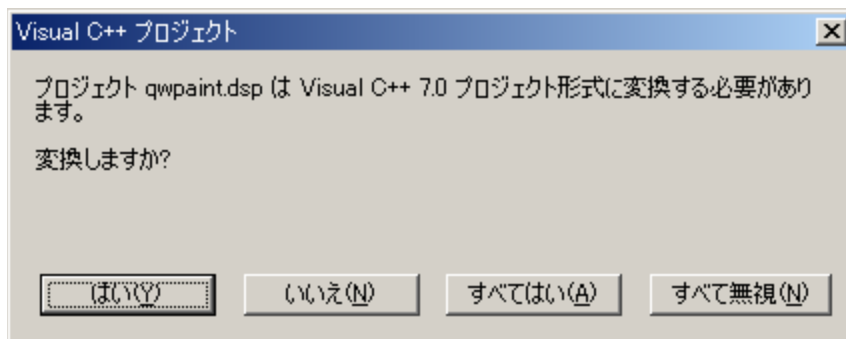 Visual C++ プロジェクト
プロジェクト qwpaint.dsp は Visual C++ 7.0 プロジェクト形式に変換する必要があり
ます。
変換しますか?
はい(Y)
いいえ(N)
すべてはい(A)
すべて無視(N)